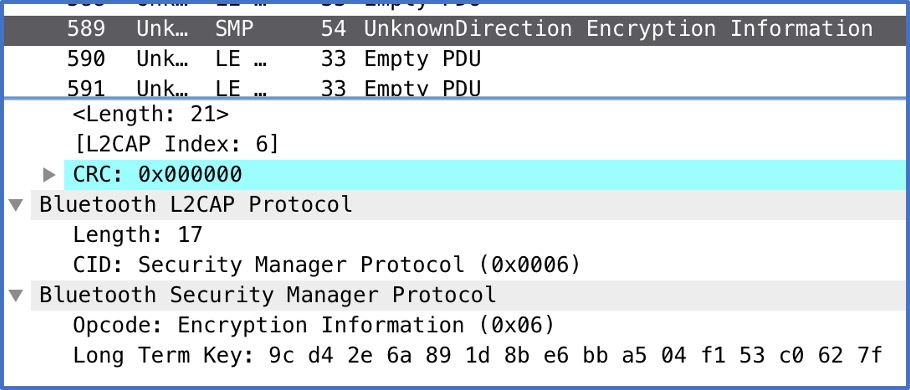 589 Unk… SMP 54 UnknownDirection Encryption Information
590 Unk… LE … 33 Empty PDU
591 Unk… LE … 33 Empty PDU
<Length: 21>
[L2CAP Index: 6]
CRC: 0x000000
Bluetooth L2CAP Protocol
Length: 17
CID: Security Manager Protocol (0x0006)
Bluetooth Security Manager Protocol
Opcode: Encryption Information (0x06)
Long Term Key: 9c d4 2e 6a 89 1d 8b e6 bb a5 04 f1 53 c0 62 7f